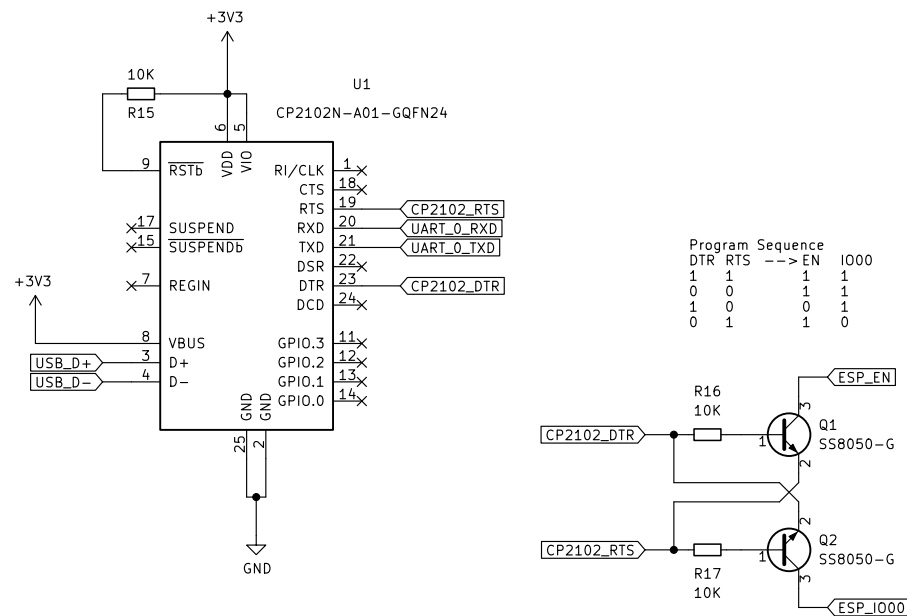 +3V3
10K
R15
U1
CP2102N-A01-GQFN24
6
5
VDD
VIO
9
RSTb
RI/CLK
1
CTS
18
RTS
19
CP2102_RTS
17
SUSPEND
RXD
20
UART_0_RXD
15
SUSPENDb
TXD
21
UART_0_TXD
DSR
22
7
REGIN
DTR
23
CP2102_DTR
DCD
24
+3V3
8
VBUS
GPIO.3
11
USB_D+
3
D+
GPIO.2
12
USB_D-
4
D-
GPIO.1
13
GPIO.0
14
GND
GND
25
2
GND
Program Sequence
DTR RTS --> EN IO00
1 1 1 1
0 0 1 1
1 0 0 1
0 1 1 0
ESP_EN
3
R16
10K
CP2102_DTR
1
Q1
SS8050-G
2
2
CP2102_RTS
1
Q2
SS8050-G
R17
10K
3
ESP_IO00